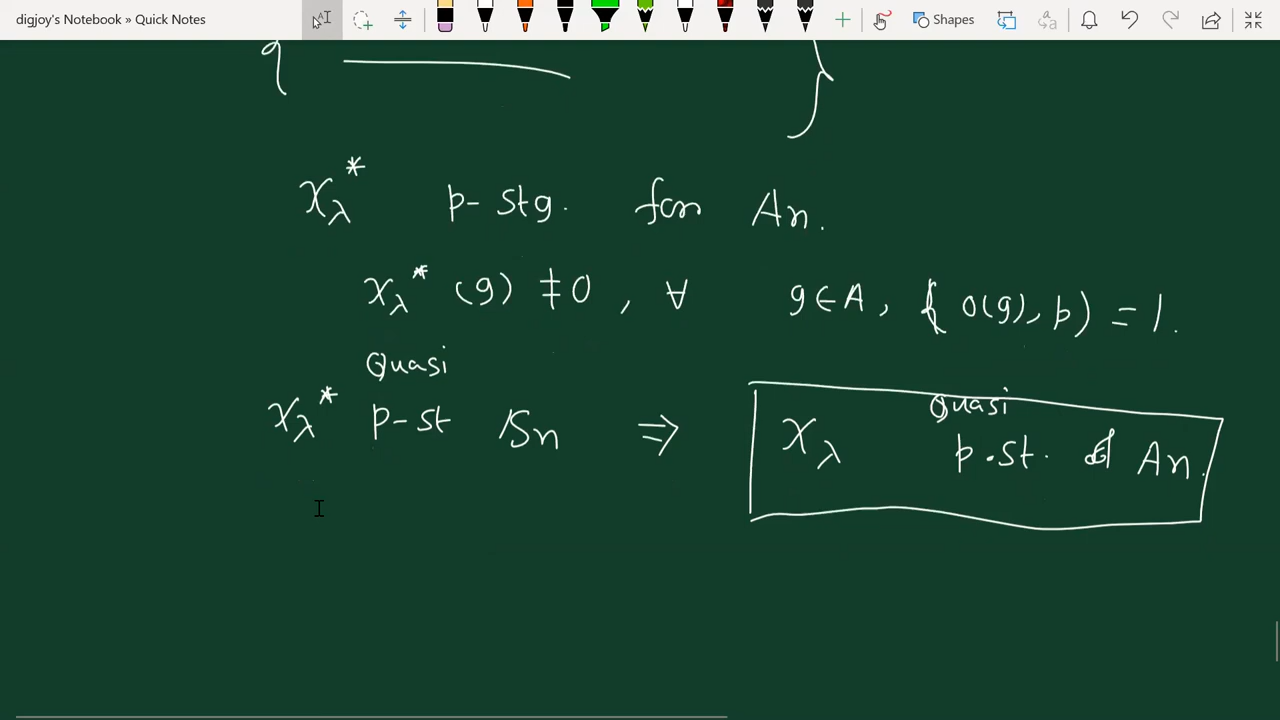 digjoy's Notebook » Quick Notes
Shapes
q
χλ* p-stg. for An.
χλ*(g) ≠ 0, ∀ g ∈ A, (o(g), p) = 1.
Quasi
χλ* p-st /Sn ⇒ χλ Quasi p.st. of An.